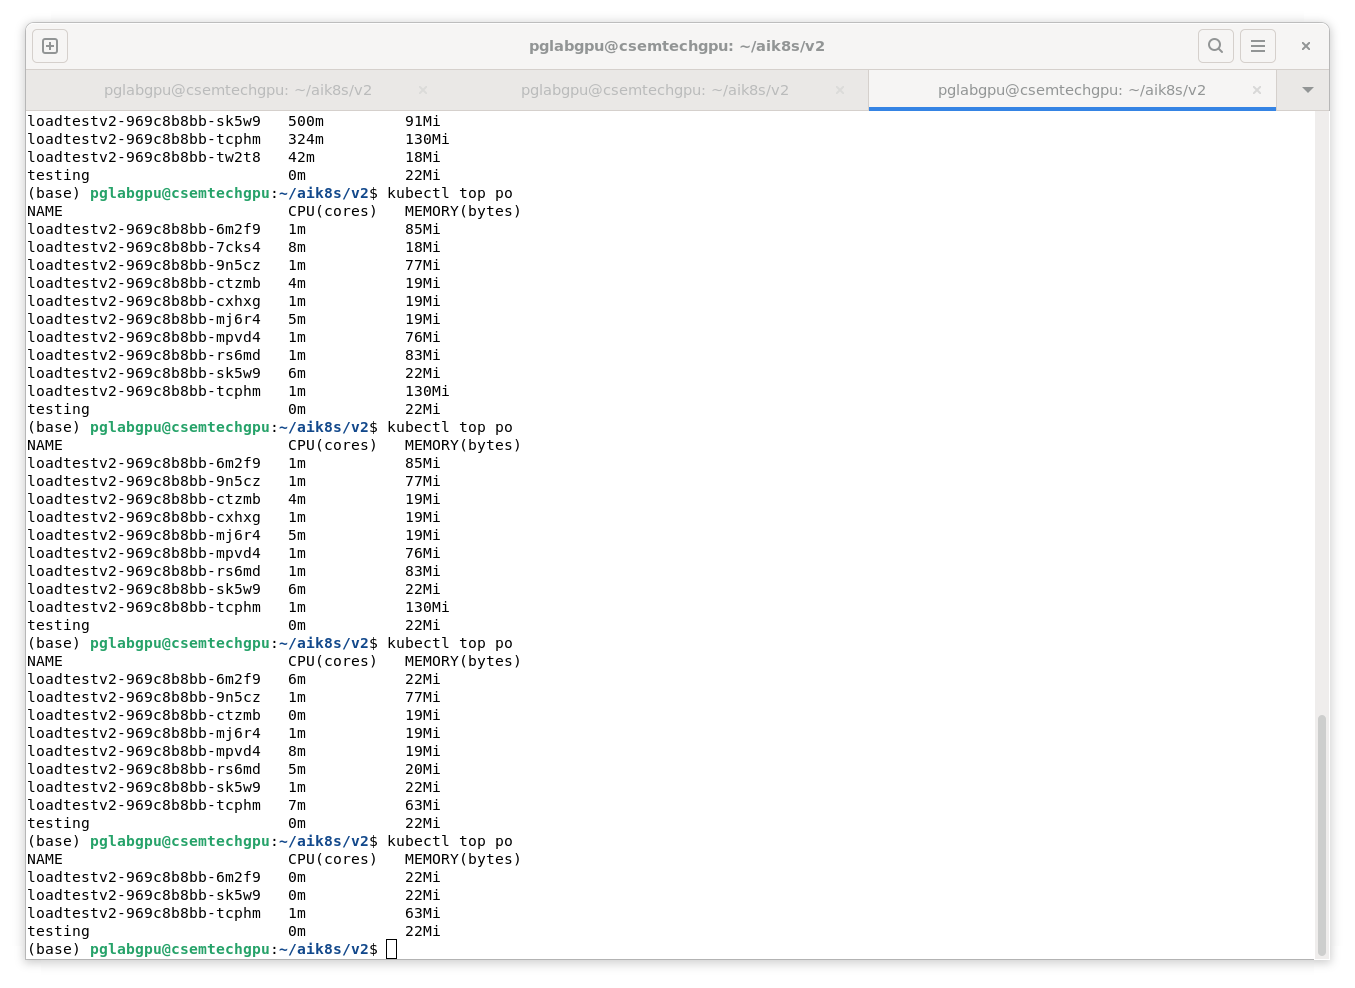 pglabgpu@csemtechgpu: ~/aik8s/v2
pglabgpu@csemtechgpu: ~/aik8s/v2 pglabgpu@csemtechgpu: ~/aik8s/v2 pglabgpu@csemtechgpu: ~/aik8s/v2
loadtestv2-969c8b8bb-sk5w9   500m         91Mi
loadtestv2-969c8b8bb-tcphm   324m         130Mi
loadtestv2-969c8b8bb-tw2t8   42m          18Mi
testing                      0m           22Mi
(base) pglabgpu@csemtechgpu:~/aik8s/v2$ kubectl top po
NAME                         CPU(cores)   MEMORY(bytes)
loadtestv2-969c8b8bb-6m2f9   1m           85Mi
loadtestv2-969c8b8bb-7cks4   8m           18Mi
loadtestv2-969c8b8bb-9n5cz   1m           77Mi
loadtestv2-969c8b8bb-ctzmb   4m           19Mi
loadtestv2-969c8b8bb-cxhxg   1m           19Mi
loadtestv2-969c8b8bb-mj6r4   5m           19Mi
loadtestv2-969c8b8bb-mpvd4   1m           76Mi
loadtestv2-969c8b8bb-rs6md   1m           83Mi
loadtestv2-969c8b8bb-sk5w9   6m           22Mi
loadtestv2-969c8b8bb-tcphm   1m           130Mi
testing                      0m           22Mi
(base) pglabgpu@csemtechgpu:~/aik8s/v2$ kubectl top po
NAME                         CPU(cores)   MEMORY(bytes)
loadtestv2-969c8b8bb-6m2f9   1m           85Mi
loadtestv2-969c8b8bb-9n5cz   1m           77Mi
loadtestv2-969c8b8bb-ctzmb   4m           19Mi
loadtestv2-969c8b8bb-cxhxg   1m           19Mi
loadtestv2-969c8b8bb-mj6r4   5m           19Mi
loadtestv2-969c8b8bb-mpvd4   1m           76Mi
loadtestv2-969c8b8bb-rs6md   1m           83Mi
loadtestv2-969c8b8bb-sk5w9   6m           22Mi
loadtestv2-969c8b8bb-tcphm   1m           130Mi
testing                      0m           22Mi
(base) pglabgpu@csemtechgpu:~/aik8s/v2$ kubectl top po
NAME                         CPU(cores)   MEMORY(bytes)
loadtestv2-969c8b8bb-6m2f9   6m           22Mi
loadtestv2-969c8b8bb-9n5cz   1m           77Mi
loadtestv2-969c8b8bb-ctzmb   0m           19Mi
loadtestv2-969c8b8bb-mj6r4   1m           19Mi
loadtestv2-969c8b8bb-mpvd4   8m           19Mi
loadtestv2-969c8b8bb-rs6md   5m           20Mi
loadtestv2-969c8b8bb-sk5w9   1m           22Mi
loadtestv2-969c8b8bb-tcphm   7m           63Mi
testing                      0m           22Mi
(base) pglabgpu@csemtechgpu:~/aik8s/v2$ kubectl top po
NAME                         CPU(cores)   MEMORY(bytes)
loadtestv2-969c8b8bb-6m2f9   0m           22Mi
loadtestv2-969c8b8bb-sk5w9   0m           22Mi
loadtestv2-969c8b8bb-tcphm   1m           63Mi
testing                      0m           22Mi
(base) pglabgpu@csemtechgpu:~/aik8s/v2$